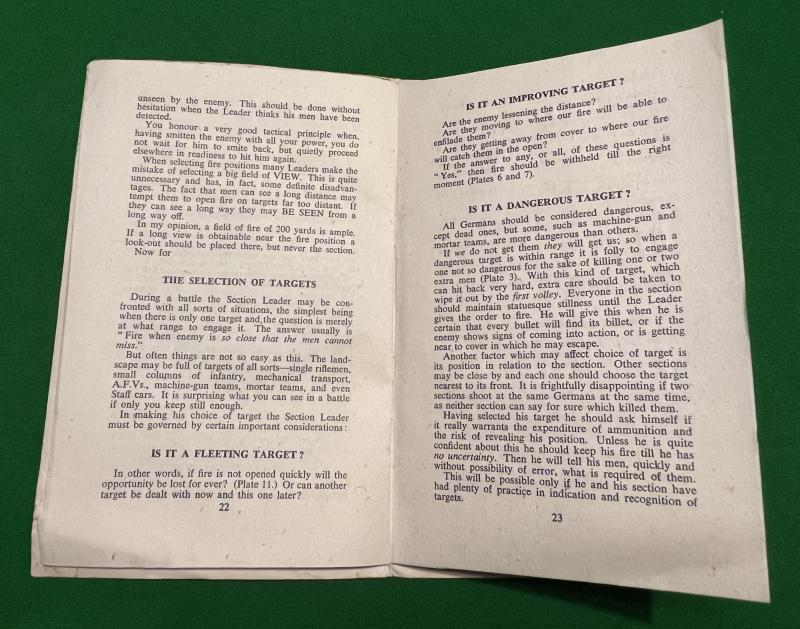 unseen by the enemy. This should be done without
hesitation when the Leader thinks his men have been
detected.
You honour a very good tactical principle when,
having smitten the enemy with all your power, you do
not wait for him to smite back, but quietly proceed
elsewhere in readiness to hit him again.
When selecting fire positions many Leaders make the
mistake of selecting a big field of VIEW. This is quite
unnecessary and has, in fact, some definite disadvan-
tages. The fact that men can see a long distance may
tempt them to open fire on targets far too distant. If
they can see a long way they may BE SEEN from a
long way off.
In my opinion, a field of fire of 200 yards is ample.
If a long view is obtainable near the fire position a
look-out should be placed there, but never the section.
Now for
THE SELECTION OF TARGETS
During a battle the Section Leader may be con-
fronted with all sorts of situations, the simplest being
when there is only one target and, the question is merely
at what range to engage it. The answer usually is
"Fire when enemy is so close that the men cannot
miss."
But often things are not so easy as this. The land-
scape may be full of targets of all sorts—single riflemen,
small columns of infantry, mechanical transport,
A.F.Vs., machine-gun teams, mortar teams, and even
Staff cars. It is surprising what you can see in a battle
if only you keep still enough.
In making his choice of target the Section Leader
must be governed by certain important considerations:
IS IT A FLEETING TARGET?
In other words, if fire is not opened quickly will the
opportunity be lost for ever? (Plate 11.) Or can another
target be dealt with now and this one later?
22
IS IT AN IMPROVING TARGET?
Are the enemy lessening the distance?
Are they moving to where our fire will be able to
enfilade them?
Are they getting away from cover to where our fire
will catch them in the open?
If the answer to any, or all, of these questions is
"Yes," then fire should be withheld till the right
moment (Plates 6 and 7).
IS IT A DANGEROUS TARGET?
All Germans should be considered dangerous, ex-
cept dead ones, but some, such as machine-gun and
mortar teams, are more dangerous than others.
If we do not get them they will get us; so when a
dangerous target is within range it is folly to engage
one not so dangerous for the sake of killing one or two
extra men (Plate 3). With this kind of target, which
can hit back very hard, extra care should be taken to
wipe it out by the first volley. Everyone in the section
should maintain statuesque stillness until the Leader
gives the order to fire. He will give this when he is
certain that every bullet will find its billet, or if the
enemy shows signs of coming into action, or is getting
near to cover in which he may escape.
Another factor which may affect choice of target is
its position in relation to the section. Other sections
may be close by and each one should choose the target
nearest to its front. It is frightfully disappointing if two
sections shoot at the same Germans at the same time,
as neither section can say for sure which killed them.
Having selected his target he should ask himself if
it really warrants the expenditure of ammunition and
the risk of revealing his position. Unless he is quite
confident about this he should keep his fire till he has
no uncertainty. Then he will tell his men, quickly and
without possibility of error, what is required of them.
This will be possible only if he and his section have
had plenty of practice in indication and recognition of
targets.
23